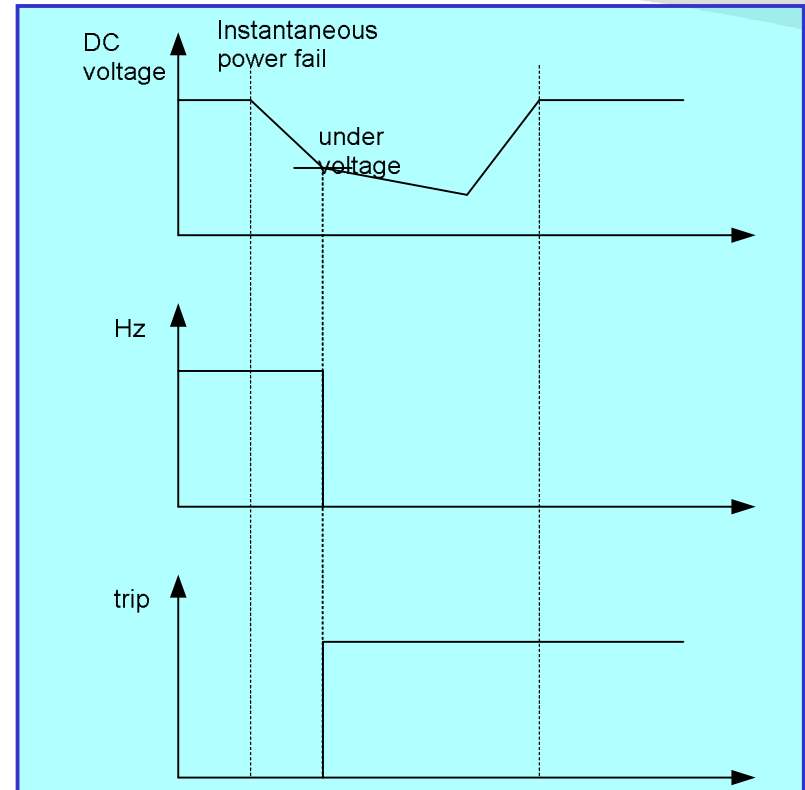 DC
voltage
Instantaneous
power fail
under
voltage
Hz
trip